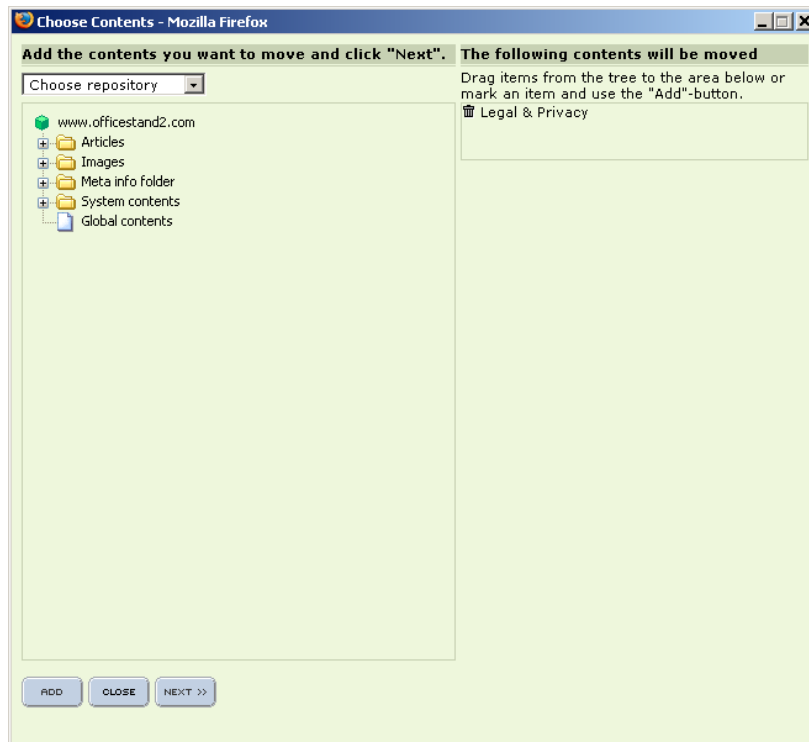 Choose Contents - Mozilla Firefox
Add the contents you want to move and click "Next".
Choose repository
www.officestand2.com
Articles
Images
Meta info folder
System contents
Global contents
The following contents will be moved
Drag items from the tree to the area below or
mark an item and use the "Add"-button.
Legal & Privacy
ADD
CLOSE
NEXT >>